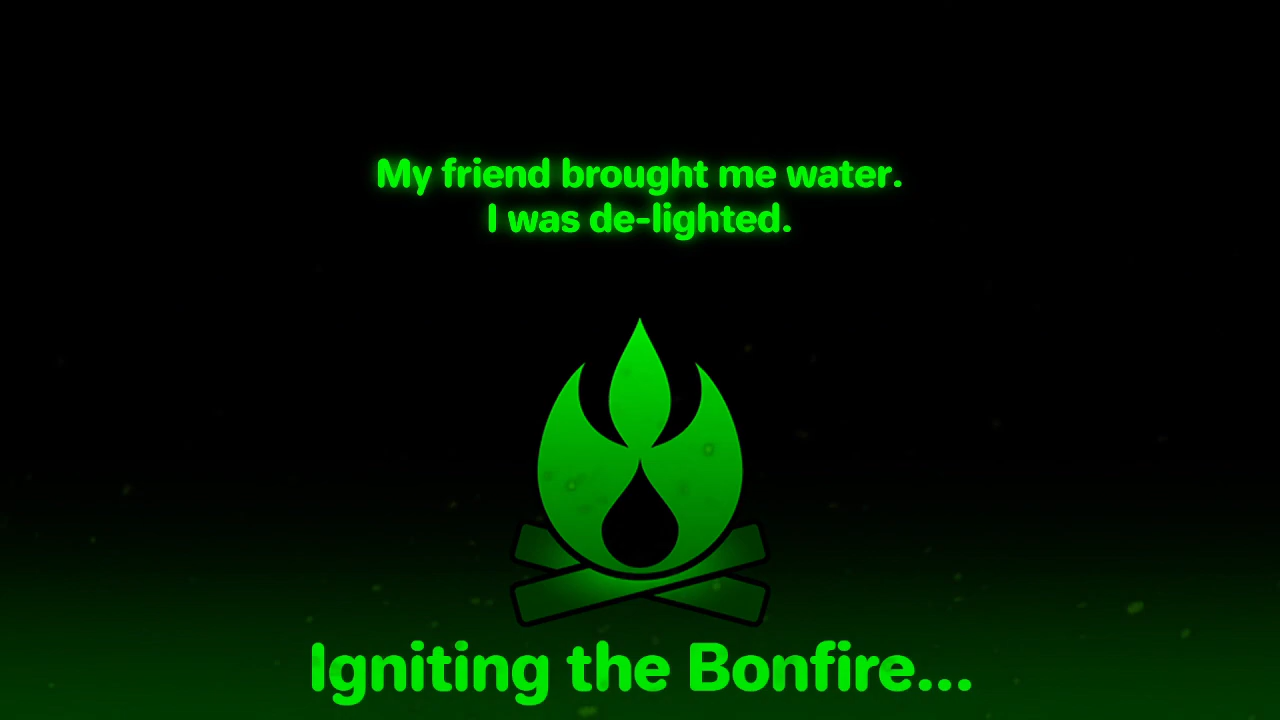 My friend brought me water.
I was de-lighted.
Igniting the Bonfire...